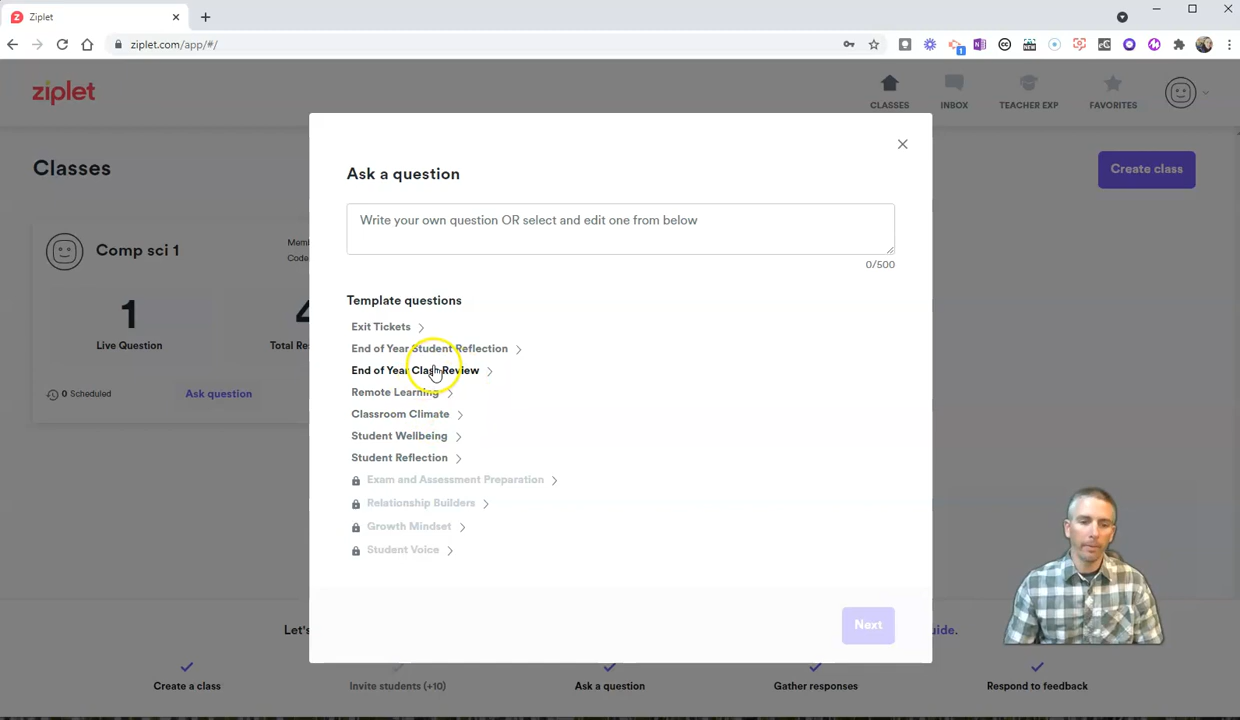 Ziplet
ziplet.com/app/#/
ziplet
CLASSES
INBOX
TEACHER EXP
FAVORITES
Classes
Create class
Comp sci 1
Code
1
Live Question
0 Scheduled
Ask question
Ask a question
Write your own question OR select and edit one from below
0/500
Template questions
Exit Tickets
End of Year Student Reflection
End of Year Class Review
Remote Learning
Classroom Climate
Student Wellbeing
Student Reflection
Exam and Assessment Preparation
Relationship Builders
Growth Mindset
Student Voice
Next
Let's
Create a class
Invite students (+10)
Ask a question
Gather responses
Respond to feedback